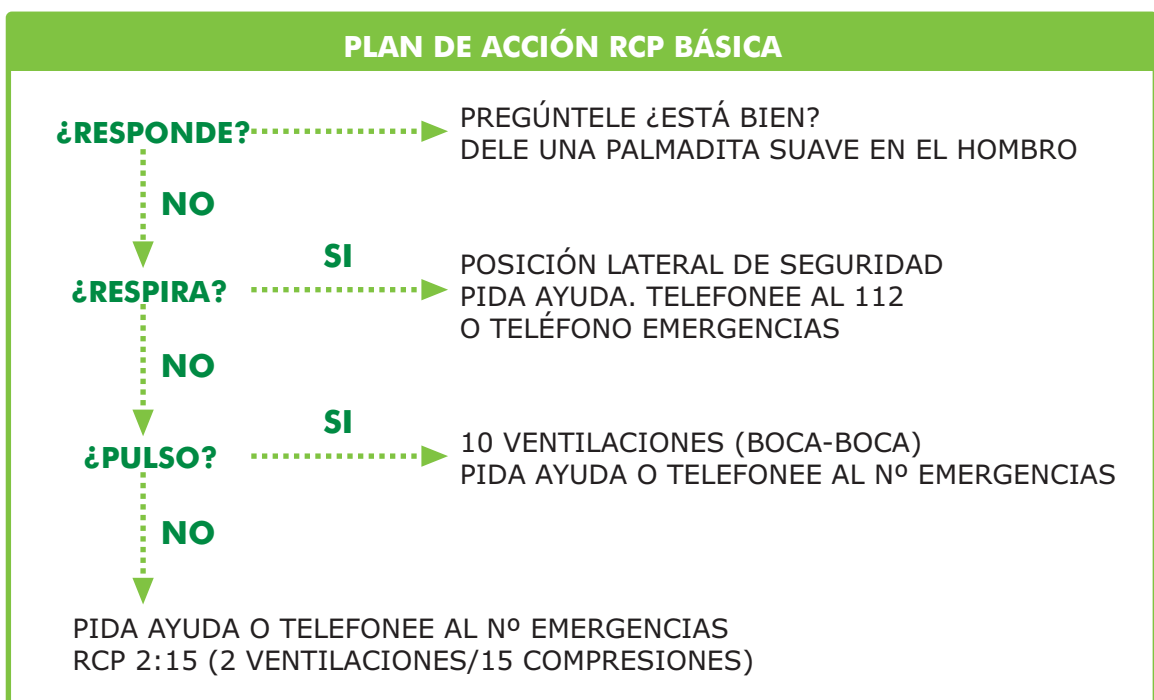 PLAN DE ACCIÓN RCP BÁSICA
¿RESPONDE?
PREGÚNTELE ¿ESTÁ BIEN?
DELE UNA PALMADITA SUAVE EN EL HOMBRO
NO
¿RESPIRA?
SI
POSICIÓN LATERAL DE SEGURIDAD
PIDA AYUDA. TELEFONEE AL 112
O TELÉFONO EMERGENCIAS
NO
¿PULSO?
SI
10 VENTILACIONES (BOCA-BOCA)
PIDA AYUDA O TELEFONEE AL Nº EMERGENCIAS
NO
PIDA AYUDA O TELEFONEE AL Nº EMERGENCIAS
RCP 2:15 (2 VENTILACIONES/15 COMPRESIONES)